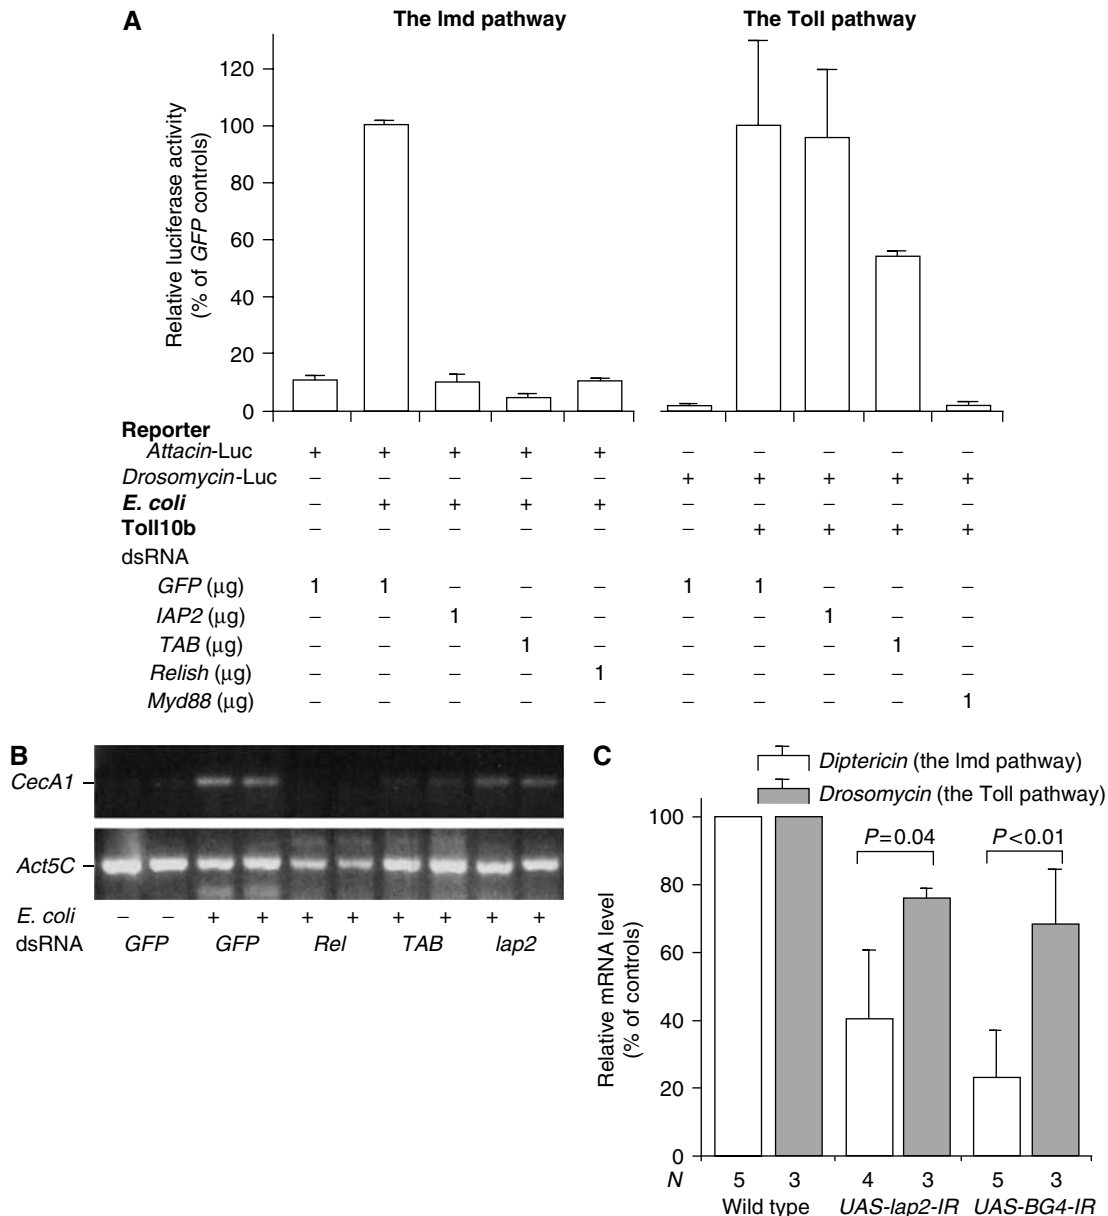 A
The Imd pathway
The Toll pathway
Relative luciferase activity
(% of GFP controls)
120
100
80
60
40
20
0
Reporter
Attacin-Luc + + + + + – – – – –
Drosomycin-Luc – – – – – + + + + +
E. coli – + + + + – – – – –
Toll10b – – – – – – + + + +
dsRNA
GFP (µg) 1 1 – – – 1 1 – – –
IAP2 (µg) – – 1 – – – – 1 – –
TAB (µg) – – – 1 – – – – 1 –
Relish (µg) – – – – 1 – – – – –
Myd88 (µg) – – – – – – – – – 1
B
CecA1
Act5C
E. coli – – + + + + + + + +
dsRNA GFP GFP Rel TAB Iap2
C
Diptericin (the Imd pathway)
Drosomycin (the Toll pathway)
Relative mRNA level
(% of controls)
100
80
60
40
20
0
P=0.04
P<0.01
N 5 3 4 3 5 3
Wild type UAS-Iap2-IR UAS-BG4-IR